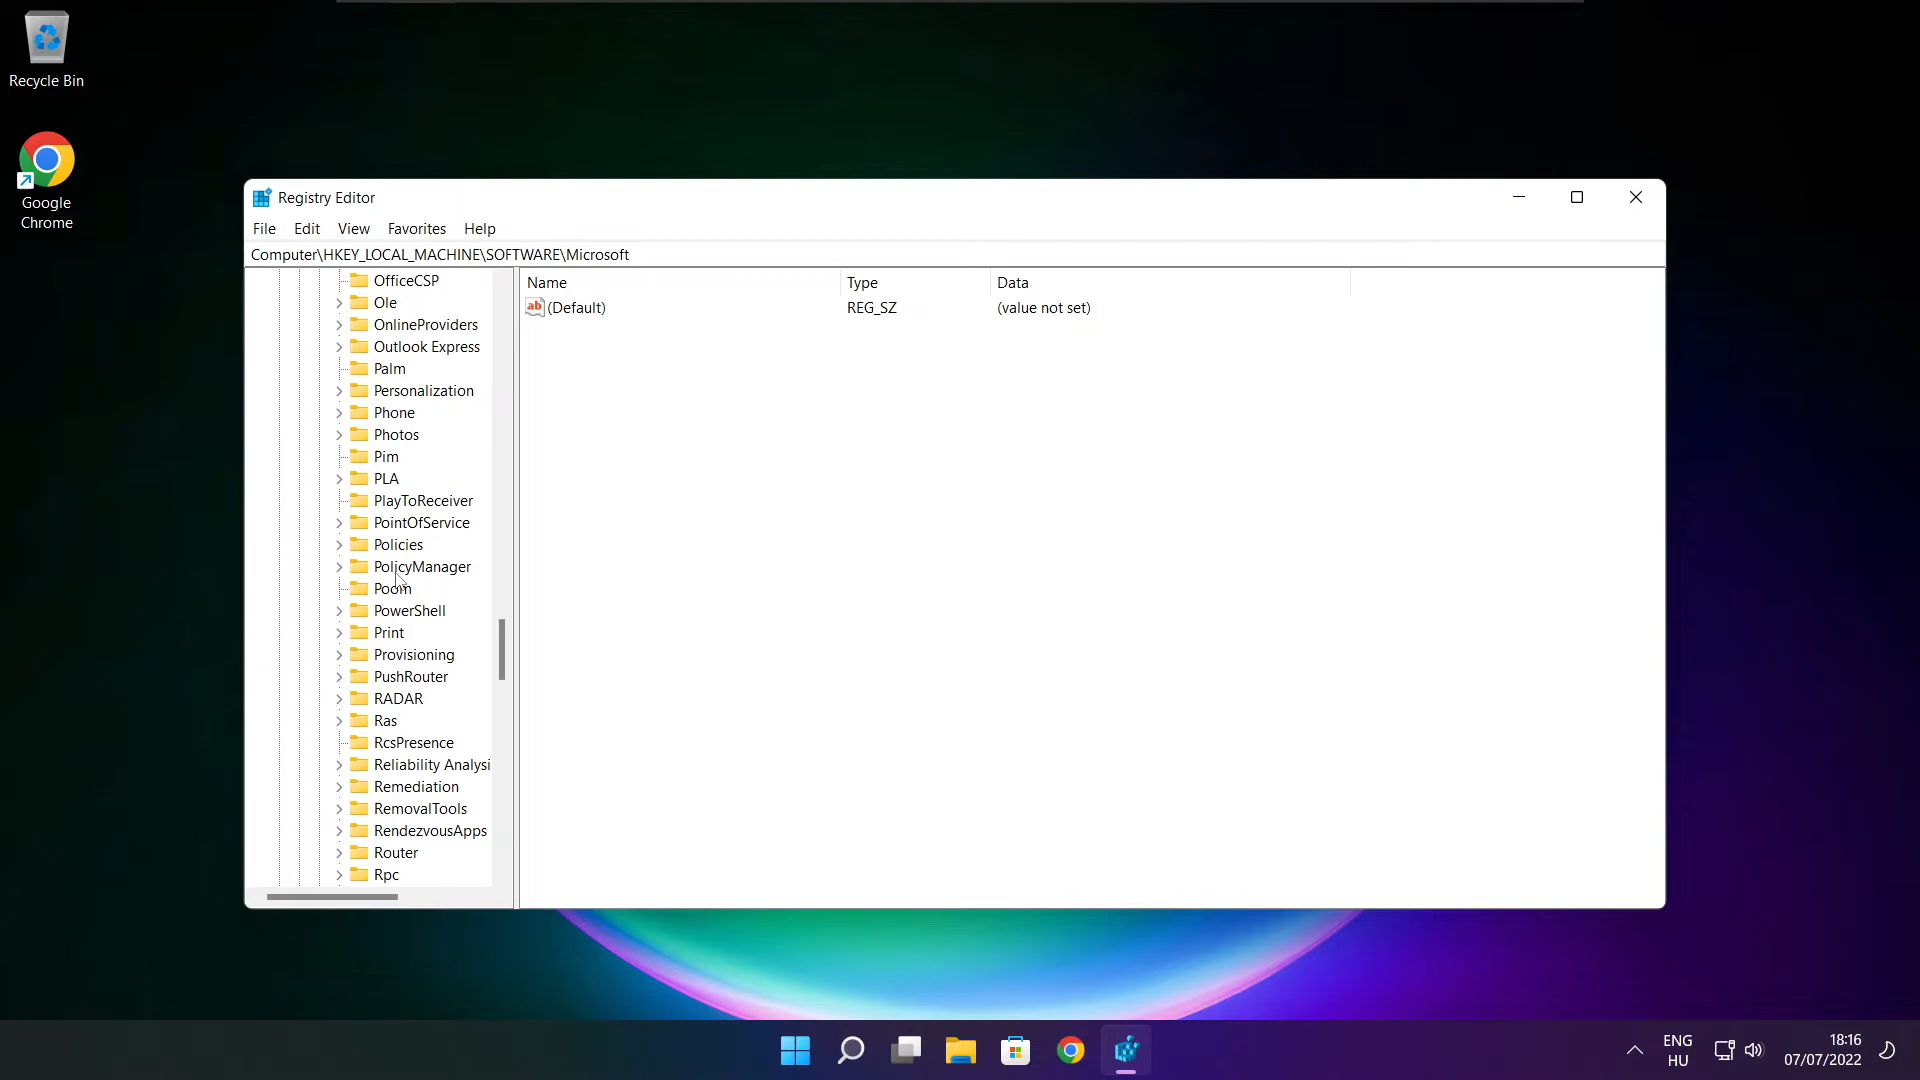 Recycle Bin
Google
Chrome
Registry Editor
File Edit View Favorites Help
Computer\HKEY_LOCAL_MACHINE\SOFTWARE\Microsoft
OfficeCSP
Ole
OnlineProviders
Outlook Express
Palm
Personalization
Phone
Photos
Pim
PLA
PlayToReceiver
PointOfService
Policies
PolicyManager
Poom
PowerShell
Print
Provisioning
PushRouter
RADAR
Ras
RcsPresence
Reliability Analysi
Remediation
RemovalTools
RendezvousApps
Router
Rpc
Name Type Data
ab (Default) REG_SZ (value not set)
ENG
HU
18:16
07/07/2022